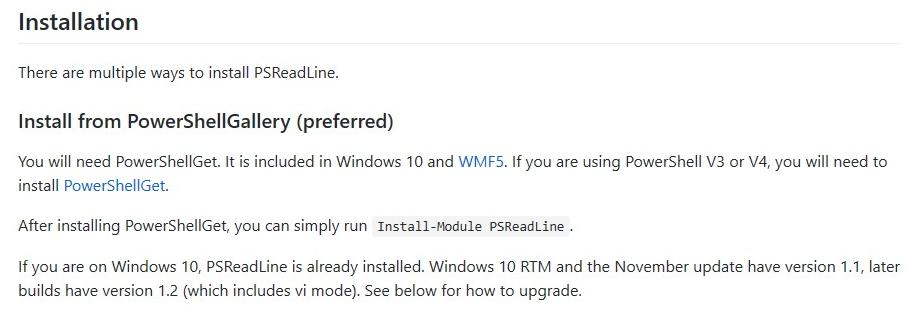 Installation
There are multiple ways to install PSReadLine.
Install from PowerShellGallery (preferred)
You will need PowerShellGet. It is included in Windows 10 and WMF5. If you are using PowerShell V3 or V4, you will need to
install PowerShellGet.
After installing PowerShellGet, you can simply run Install-Module PSReadLine .
If you are on Windows 10, PSReadLine is already installed. Windows 10 RTM and the November update have version 1.1, later
builds have version 1.2 (which includes vi mode). See below for how to upgrade.